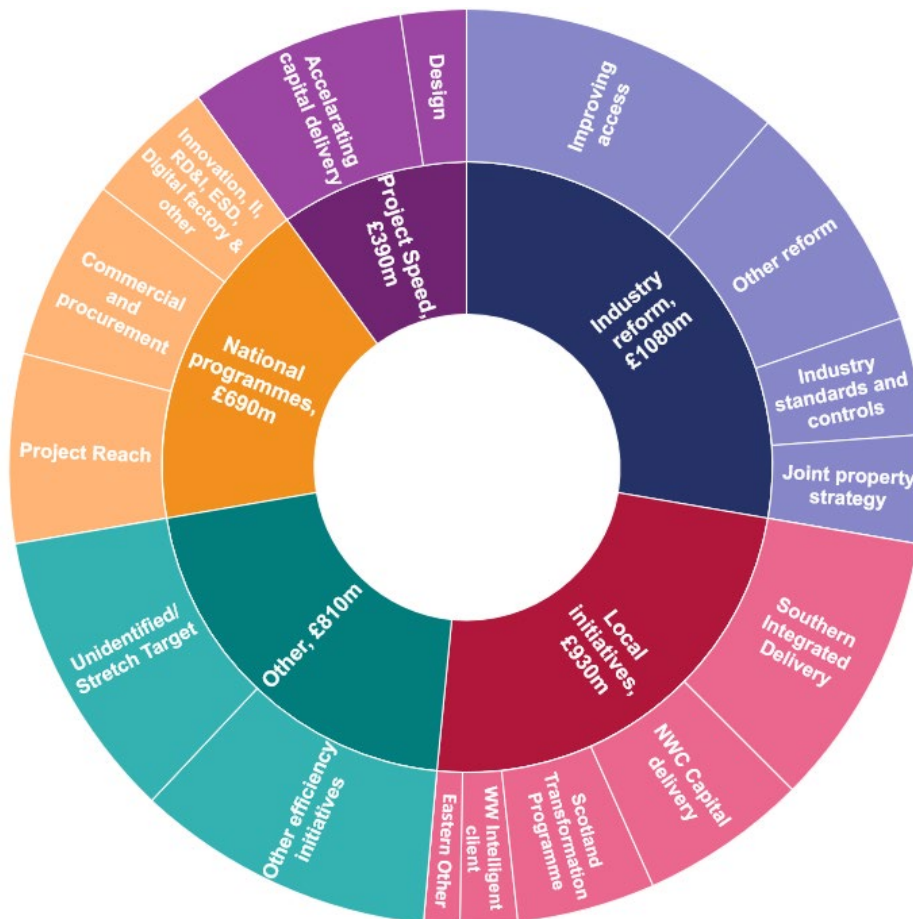 Improving
access
Other reform
Industry
standards and
controls
Joint property
strategy
Industry
reform,
£1080m
Southern
Integrated
Delivery
NWC Capital
delivery
Scotland
Transformation
Programme
WW Intelligent
client
Eastern Other
Local
initiatives,
£930m
Other efficiency
initiatives
Unidentified/
Stretch Target
Other, £810m
Project Reach
Commercial
and
procurement
Innovation, II,
RD&I, ESD,
Digital factory &
other
National
programmes,
£690m
Accelarating
capital delivery
Design
Project Speed,
£390m